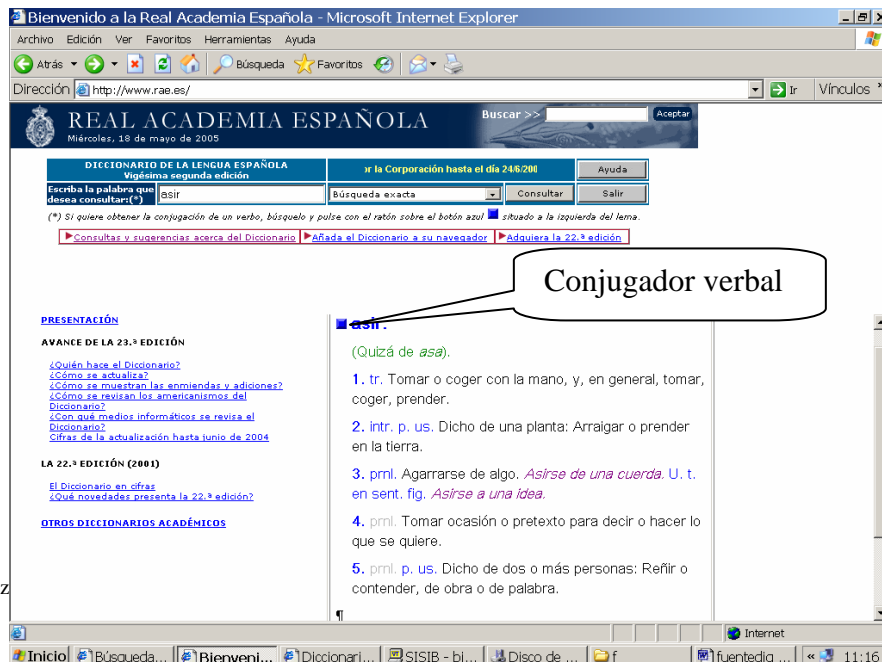 Bienvenido a la Real Academia Española - Microsoft Internet Explorer
Archivo Edición Ver Favoritos Herramientas Ayuda
Atrás Búsqueda Favoritos
Dirección http://www.rae.es/ Ir Vínculos »
REAL ACADEMIA ESPAÑOLA
Miércoles, 18 de mayo de 2005
Buscar >> Aceptar
DICCIONARIO DE LA LENGUA ESPAÑOLA
Vigésima segunda edición
or la Corporación hasta el día 24/6/200
Ayuda
Escriba la palabra que
desea consultar:(*)
asir
Búsqueda exacta
Consultar
Salir
(*) Si quiere obtener la conjugación de un verbo, búsquelo y pulse con el ratón sobre el botón azul situado a la izquierda del lema.
Consultas y sugerencias acerca del Diccionario Añada el Diccionario a su navegador Adquiera la 22.ª edición
Conjugador verbal
PRESENTACIÓN
AVANCE DE LA 23.ª EDICIÓN
¿Quién hace el Diccionario?
¿Cómo se actualiza?
¿Cómo se muestran las enmiendas y adiciones?
¿Cómo se revisan los americanismos del
Diccionario?
¿Con qué medios informáticos se revisa el
Diccionario?
Cifras de la actualización hasta junio de 2004
LA 22.ª EDICIÓN (2001)
El Diccionario en cifras
¿Qué novedades presenta la 22.ª edición?
OTROS DICCIONARIOS ACADÉMICOS
asir.
(Quizá de asa).
1. tr. Tomar o coger con la mano, y, en general, tomar,
coger, prender.
2. intr. p. us. Dicho de una planta: Arraigar o prender
en la tierra.
3. prnl. Agarrarse de algo. Asirse de una cuerda. U. t.
en sent. fig. Asirse a una idea.
4. prnl. Tomar ocasión o pretexto para decir o hacer lo
que se quiere.
5. prnl. p. us. Dicho de dos o más personas: Reñir o
contender, de obra o de palabra.
¶
z
Internet
Inicio Búsqueda... Bienveni... Diccionari... SISIB - bi... Disco de ... f fuentedig ... « 11:16